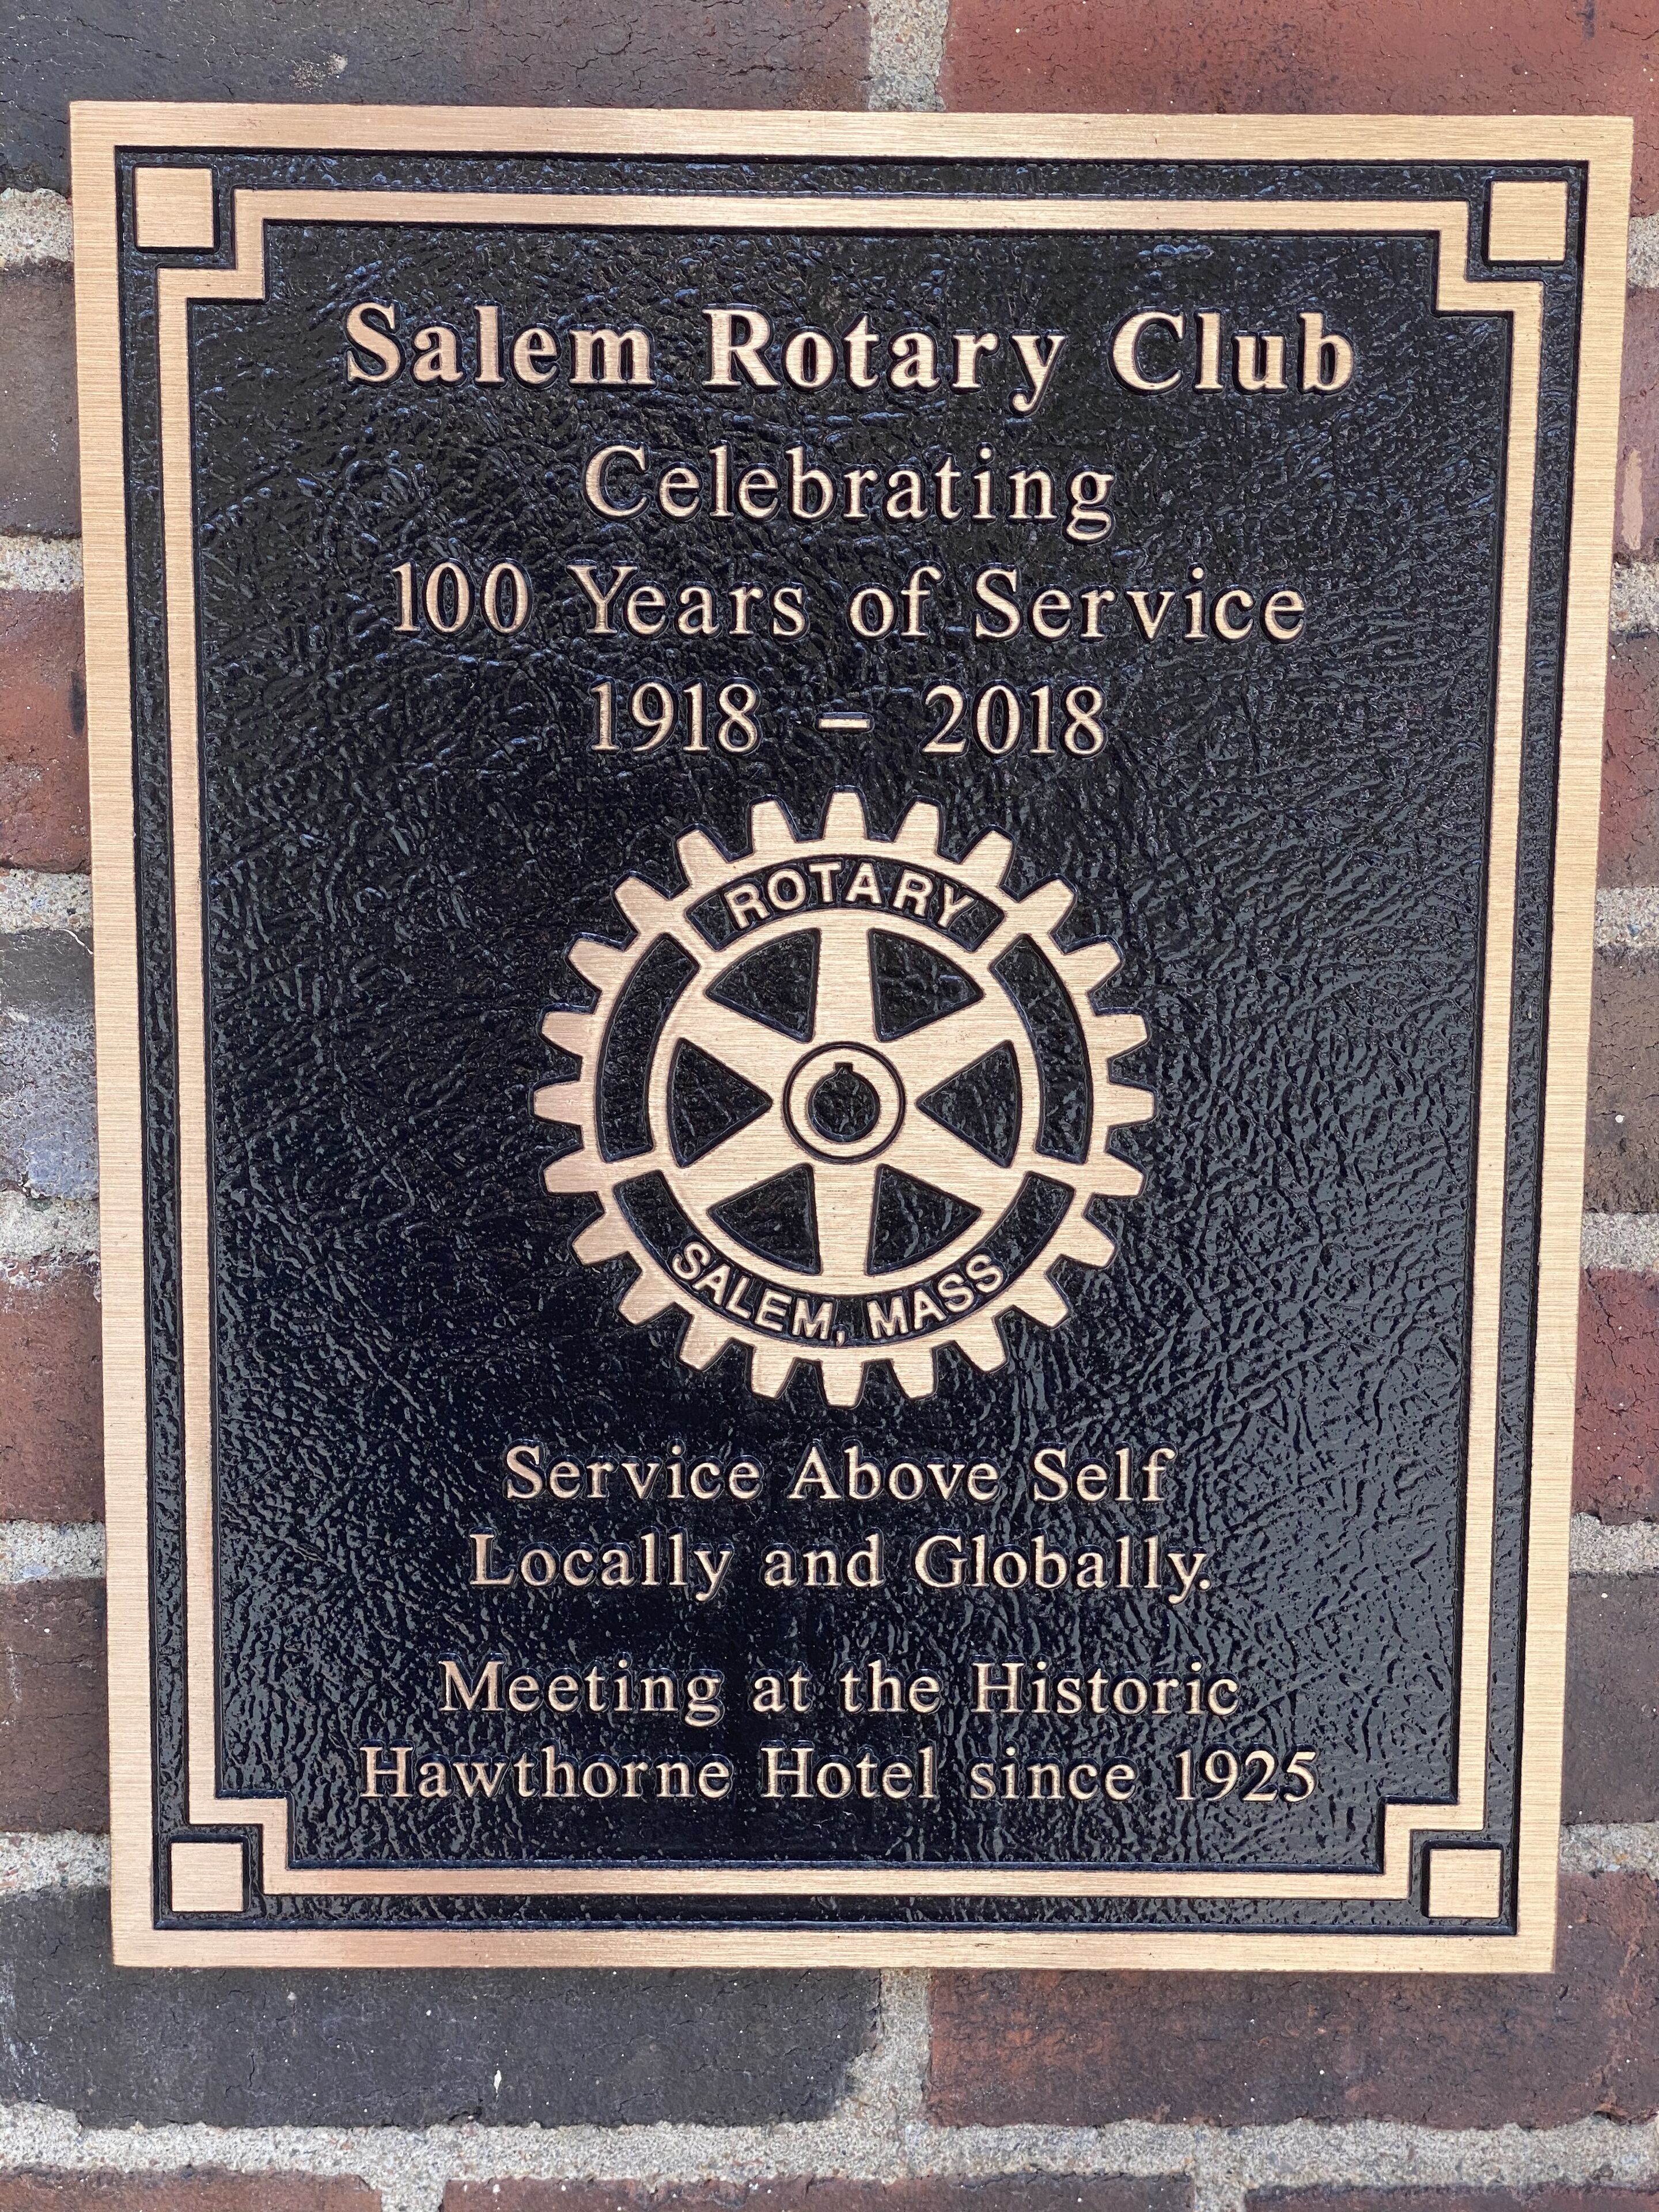 Salem Rotary Club
Celebrating
100 Years of Service
1918 – 2018
ROTARY
SALEM, MASS
Service Above Self
Locally and Globally.
Meeting at the Historic
Hawthorne Hotel since 1925